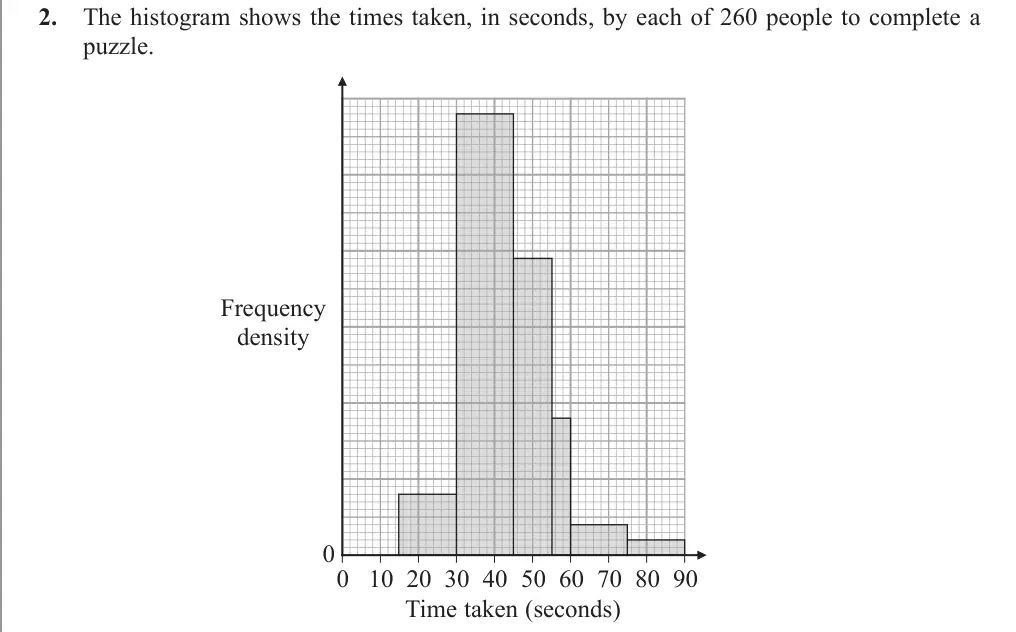 2. The histogram shows the times taken, in seconds, by each of 260 people to complete a
puzzle.
Frequency
density
0
0 10 20 30 40 50 60 70 80 90
Time taken (seconds)